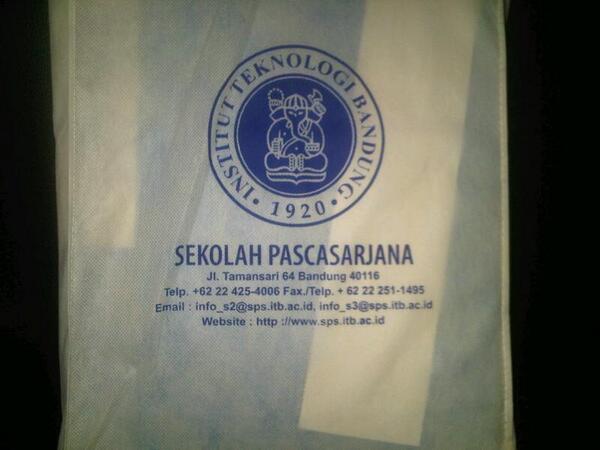 INSTITUT TEKNOLOGI BANDUNG
1920
SEKOLAH PASCASARJANA
Jl. Tamansari 64 Bandung 40116
Telp. +62 22 425-4006 Fax./Telp. + 62 22 251-1495
Email : info_s2@sps.itb.ac.id, info_s3@sps.itb.ac.id
Website : http ://www.sps.itb.ac.id